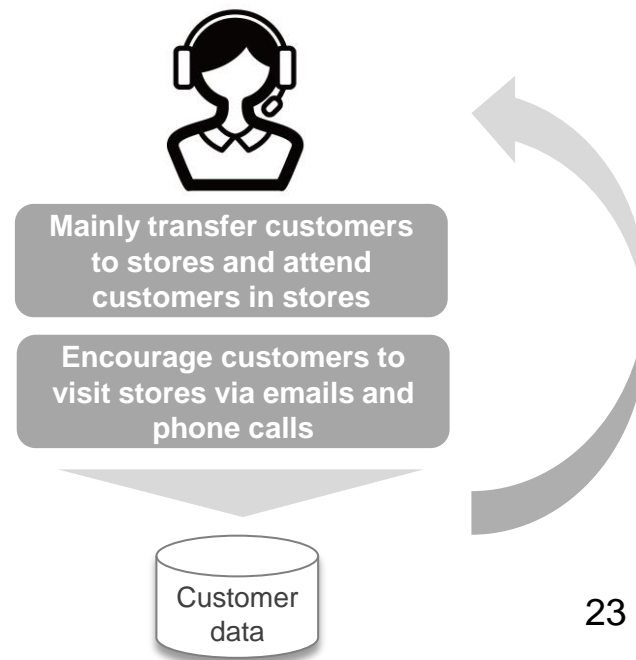 Mainly transfer customers
to stores and attend
customers in stores
Encourage customers to
visit stores via emails and
phone calls
Customer
data
23